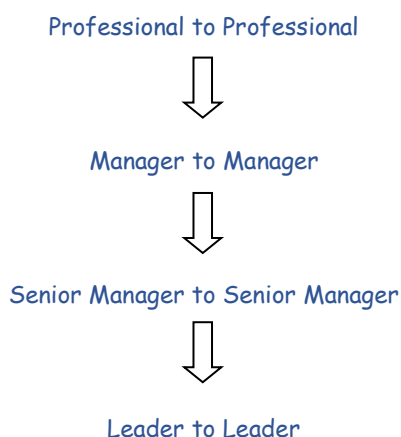 Professional to Professional
Manager to Manager
Senior Manager to Senior Manager
Leader to Leader